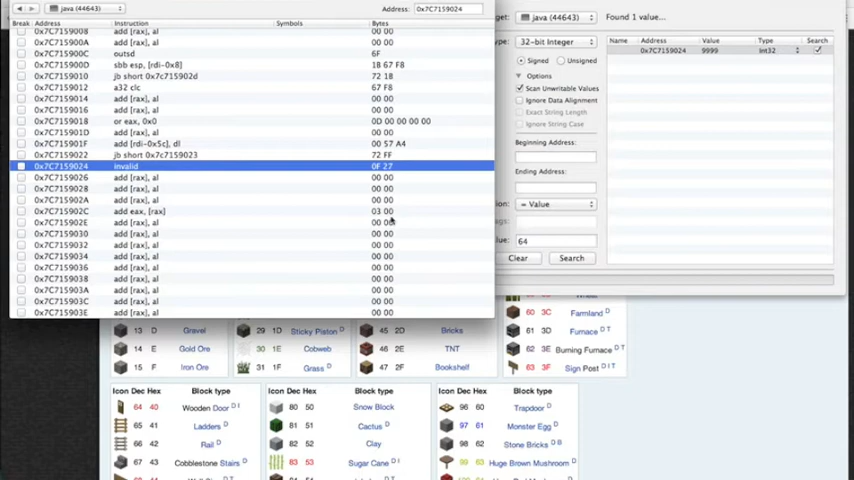 java (44643)
Address: 0x7C7159024
Break Address Instruction Symbols Bytes
0x7C7159008 add [rax], al 00 00
0x7C715900A add [rax], al 00 00
0x7C715900C outsd 6F
0x7C715900D sbb esp, [rdi-0x8] 1B 67 F8
0x7C7159010 jb short 0x7c715902d 72 1B
0x7C7159012 a32 clc 67 F8
0x7C7159014 add [rax], al 00 00
0x7C7159016 add [rax], al 00 00
0x7C7159018 or eax, 0x0 0D 00 00 00 00
0x7C715901D add [rax], al 00 00
0x7C715901F add [rdi-0x5c], dl 00 57 A4
0x7C7159022 jb short 0x7c7159023 72 FF
0x7C7159024 invalid 0F 27
0x7C7159026 add [rax], al 00 00
0x7C7159028 add [rax], al 00 00
0x7C715902A add [rax], al 00 00
0x7C715902C add eax, [rax] 03 00
0x7C715902E add [rax], al 00 00
0x7C7159030 add [rax], al 00 00
0x7C7159032 add [rax], al 00 00
0x7C7159034 add [rax], al 00 00
0x7C7159036 add [rax], al 00 00
0x7C7159038 add [rax], al 00 00
0x7C715903A add [rax], al 00 00
0x7C715903C add [rax], al 00 00
0x7C715903E add [rax], al 00 00
get: java (44643) Found 1 value...
ype: 32-bit Integer
Signed Unsigned
Options
Scan Unwritable Values
Ignore Data Alignment
Exact String Length
Ignore String Case
Beginning Address:
Ending Address:
on: = Value
ags:
lue: 64
Clear Search
Name Address Value Type Search
0x7C7159024 9999 Int32
13 D Gravel
14 E Gold Ore
15 F Iron Ore
29 1D Sticky Piston D
30 1E Cobweb
31 1F Grass D
45 2D Bricks
46 2E TNT
47 2F Bookshelf
60 3C Farmland
61 3D Furnace D T
62 3E Burning Furnace D T
63 3F Sign Post D I T
Icon Dec Hex Block type
64 40 Wooden Door D I
65 41 Ladders D
66 42 Rail D
67 43 Cobblestone Stairs D
Icon Dec Hex Block type
80 50 Snow Block
81 51 Cactus D
82 52 Clay
83 53 Sugar Cane D I
Icon Dec Hex Block type
96 60 Trapdoor D
97 61 Monster Egg D
98 62 Stone Bricks D B
99 63 Huge Brown Mushroom D